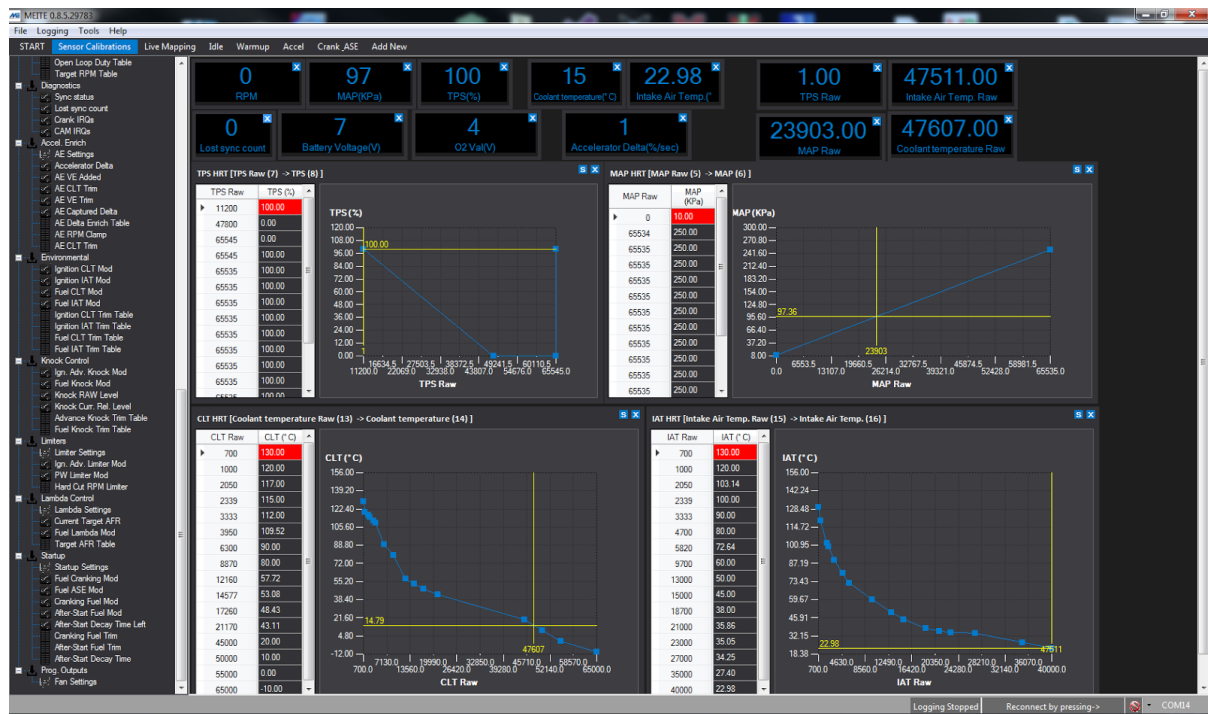 MEITE 0.8.5.29783
File Logging Tools Help
START Sensor Calibrations Live Mapping Idle Warmup Accel Crank_ASE Add New
Open Loop Duty Table
Target RPM Table
Diagnostics
Sync status
Lost sync count
Crank IRQs
CAM IRQs
Accel. Enrich
AE Settings
Accelerator Delta
AE VE Added
AE CLT Trim
AE VE Trim
AE Captured Delta
AE Delta Enrich Table
AE RPM Clamp
AE CLT Trim
Environmental
Ignition CLT Mod
Ignition IAT Mod
Fuel CLT Mod
Fuel IAT Mod
Ignition CLT Trim Table
Ignition IAT Trim Table
Fuel CLT Trim Table
Fuel IAT Trim Table
Knock Control
Ign. Adv. Knock Mod
Fuel Knock Mod
Knock RAW Level
Knock Curr. Rel. Level
Advance Knock Trim Table
Fuel Knock Trim Table
Limiters
Limiter Settings
Ign. Adv. Limiter Mod
PW Limiter Mod
Hard Cut RPM Limiter
Lambda Control
Lambda Settings
Current Target AFR
Fuel Lambda Mod
Target AFR Table
Startup
Startup Settings
Fuel Cranking Mod
Fuel ASE Mod
Cranking Fuel Mod
After-Start Fuel Mod
After-Start Decay Time Left
Cranking Fuel Trim
After-Start Fuel Trim
After-Start Decay Time
Prog. Outputs
Fan Settings
0
RPM
97
MAP(KPa)
100
TPS(%)
15
Coolant temperature(° C)
22.98
Intake Air Temp.(°
1.00
TPS Raw
47511.00
Intake Air Temp. Raw
0
Lost sync count
7
Battery Voltage(V)
4
O2 Val(V)
1
Accelerator Delta(%/sec)
23903.00
MAP Raw
47607.00
Coolant temperature Raw
TPS HRT [TPS Raw (7) -> TPS (8) ] S X
TPS Raw TPS (%)
11200 100.00
47800 0.00
65545 0.00
65545 100.00
65535 100.00
65535 100.00
65535 100.00
65535 100.00
65535 100.00
65535 100.00
65535 100.00
65535 100.00
TPS (%)
120.00
108.00
100.00
96.00
84.00
72.00
60.00
48.00
36.00
24.00
12.00
0.00
16634.5 27503.5 38372.5 49241.5 60110.5
11200.0 22069.0 32938.0 43807.0 54676.0 65545.0
TPS Raw
MAP HRT [MAP Raw (5) -> MAP (6) ] S X
MAP Raw MAP (KPa)
0 10.00
65534 250.00
65535 250.00
65535 250.00
65535 250.00
65535 250.00
65535 250.00
65535 250.00
65535 250.00
65535 250.00
65535 250.00
65535 250.00
MAP (KPa)
300.00
270.80
241.60
212.40
183.20
154.00
124.80
97.36
95.60
66.40
37.20
8.00
23903
6553.5 19660.5 32767.5 45874.5 58981.5
0.0 13107.0 26214.0 39321.0 52428.0 65535.0
MAP Raw
CLT HRT [Coolant temperature Raw (13) -> Coolant temperature (14) ] S X
CLT Raw CLT (° C)
700 130.00
1000 120.00
2050 117.00
2339 115.00
3333 112.00
3950 109.52
6300 90.00
8870 80.00
12160 57.72
14577 53.08
17260 48.43
21170 43.11
45000 20.00
50000 10.00
55000 0.00
65000 -10.00
CLT (° C)
156.00
139.20
122.40
105.60
88.80
72.00
55.20
38.40
21.60
14.79
4.80
-12.00
47607
7130.0 19990.0 32850.0 45710.0 58570.0
700.0 13560.0 26420.0 39280.0 52140.0 65000.0
CLT Raw
IAT HRT [Intake Air Temp. Raw (15) -> Intake Air Temp. (16) ] S X
IAT Raw IAT (° C)
700 130.00
1000 120.00
2050 103.14
2339 100.00
3333 90.00
4700 80.00
5820 72.64
9700 60.00
13000 50.00
15000 45.00
18700 38.00
21000 35.86
23000 35.05
27000 34.25
35000 27.40
40000 22.98
IAT (° C)
156.00
142.24
128.48
114.72
100.95
87.19
73.43
59.67
45.91
32.15
22.98
18.38
47511
4630.0 12490.0 20350.0 28210.0 36070.0
700.0 8560.0 16420.0 24280.0 32140.0 40000.0
IAT Raw
Logging Stopped Reconnect by pressing-> COM14